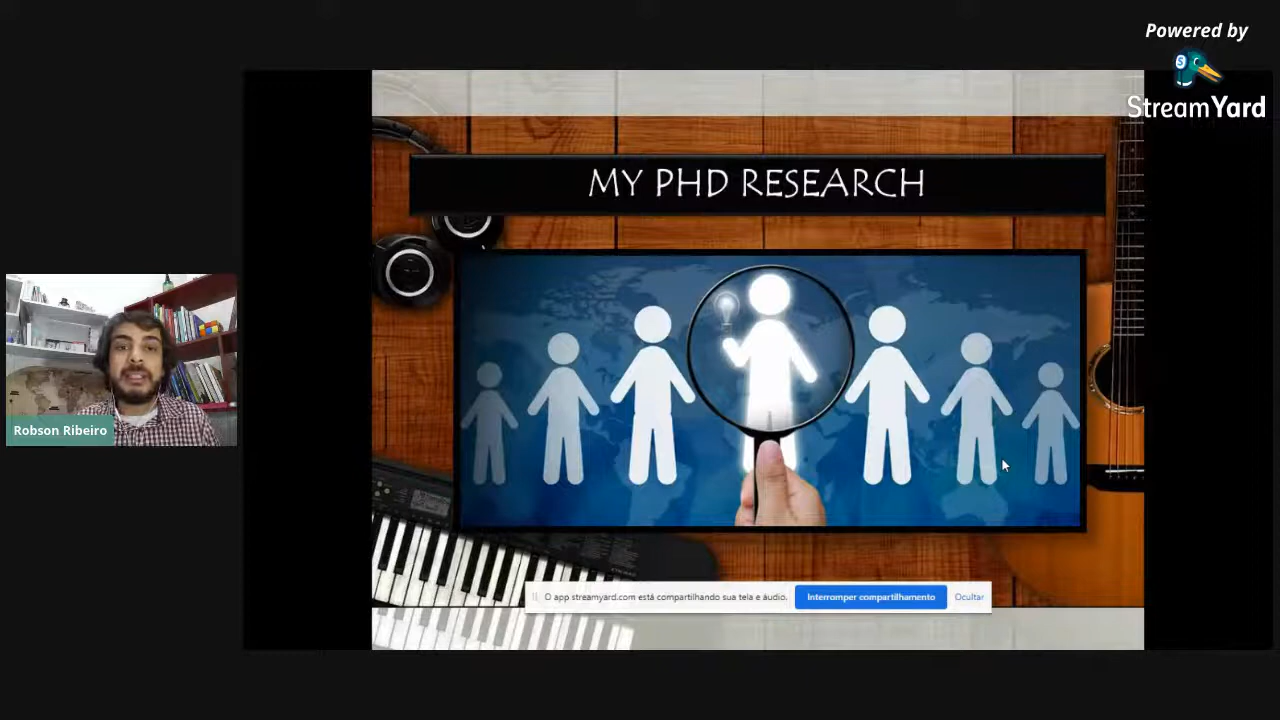 Powered by
StreamYard
MY PHD RESEARCH
Robson Ribeiro
O app streamyard.com está compartilhando sua tela e áudio.
Interromper compartilhamento
Ocultar